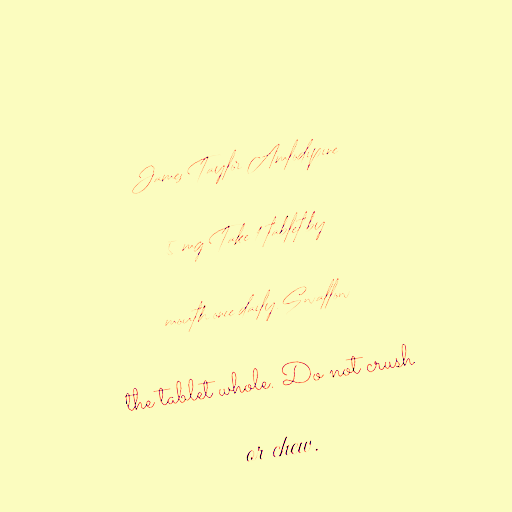 James Taylor Amlodipine
5 mg Take 1 tablet by
mouth once daily Swallow
the tablet whole. Do not crush
or chew.